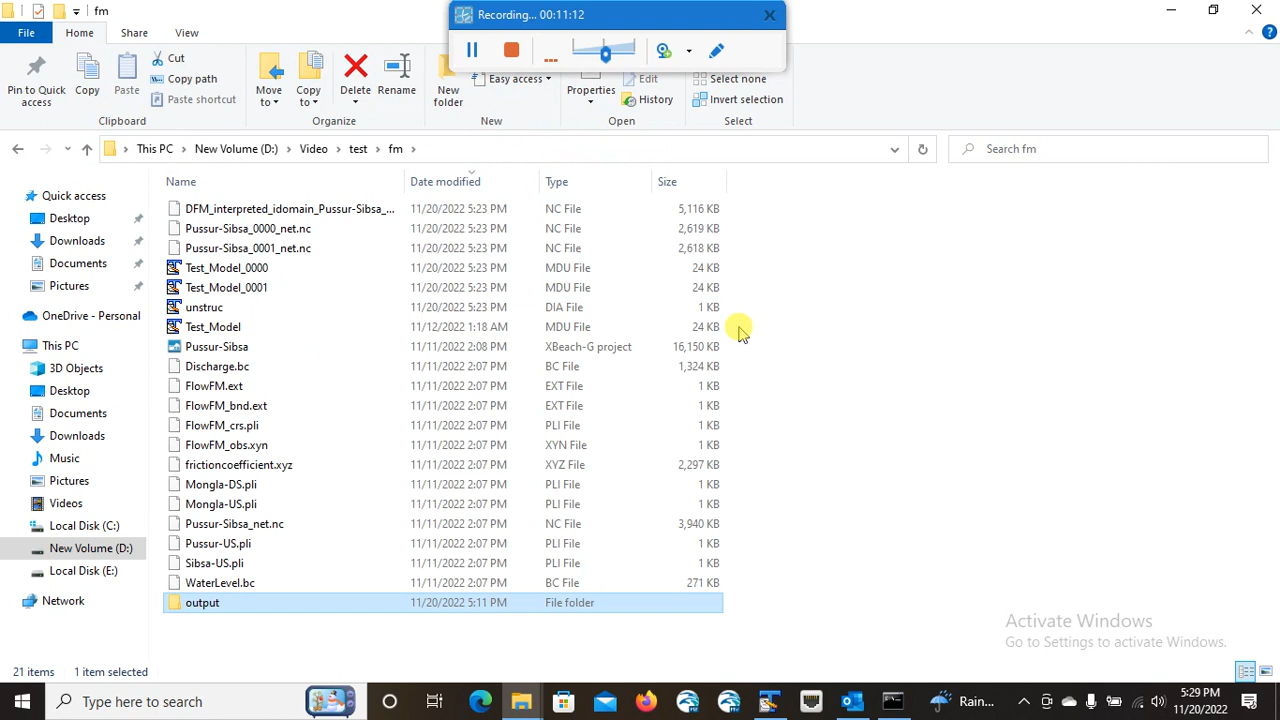 fm
Recording... 00:11:12
File
Home
Share
View
Pin to Quick access
Copy
Paste
Cut
Copy path
Paste shortcut
Clipboard
Move to
Copy to
Delete
Rename
Organize
New folder
Easy access
New
Properties
Edit
History
Open
Select none
Invert selection
Select
This PC
New Volume (D:)
Video
test
fm
Search fm
Name
Date modified
Type
Size
Quick access
Desktop
Downloads
Documents
Pictures
OneDrive - Personal
This PC
3D Objects
Desktop
Documents
Downloads
Music
Pictures
Videos
Local Disk (C:)
New Volume (D:)
Local Disk (E:)
Network
DFM_interpreted_idomain_Pussur-Sibsa_... 11/20/2022 5:23 PM NC File 5,116 KB
Pussur-Sibsa_0000_net.nc 11/20/2022 5:23 PM NC File 2,619 KB
Pussur-Sibsa_0001_net.nc 11/20/2022 5:23 PM NC File 2,618 KB
Test_Model_0000 11/20/2022 5:23 PM MDU File 24 KB
Test_Model_0001 11/20/2022 5:23 PM MDU File 24 KB
unstruc 11/20/2022 5:23 PM DIA File 1 KB
Test_Model 11/12/2022 1:18 AM MDU File 24 KB
Pussur-Sibsa 11/11/2022 2:08 PM XBeach-G project 16,150 KB
Discharge.bc 11/11/2022 2:07 PM BC File 1,324 KB
FlowFM.ext 11/11/2022 2:07 PM EXT File 1 KB
FlowFM_bnd.ext 11/11/2022 2:07 PM EXT File 1 KB
FlowFM_crs.pli 11/11/2022 2:07 PM PLI File 1 KB
FlowFM_obs.xyn 11/11/2022 2:07 PM XYN File 1 KB
frictioncoefficient.xyz 11/11/2022 2:07 PM XYZ File 2,297 KB
Mongla-DS.pli 11/11/2022 2:07 PM PLI File 1 KB
Mongla-US.pli 11/11/2022 2:07 PM PLI File 1 KB
Pussur-Sibsa_net.nc 11/11/2022 2:07 PM NC File 3,940 KB
Pussur-US.pli 11/11/2022 2:07 PM PLI File 1 KB
Sibsa-US.pli 11/11/2022 2:07 PM PLI File 1 KB
WaterLevel.bc 11/11/2022 2:07 PM BC File 271 KB
output 11/20/2022 5:11 PM File folder
Activate Windows
Go to Settings to activate Windows.
21 items 1 item selected
Type here to search
Rain...
5:29 PM
11/20/2022